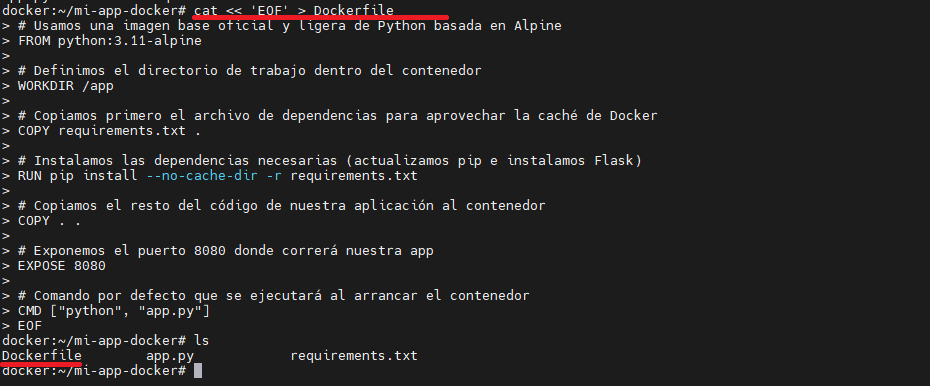 docker:~/mi-app-docker# cat << 'EOF' > Dockerfile
> # Usamos una imagen base oficial y ligera de Python basada en Alpine
> FROM python:3.11-alpine
>
> # Definimos el directorio de trabajo dentro del contenedor
> WORKDIR /app
>
> # Copiamos primero el archivo de dependencias para aprovechar la caché de Docker
> COPY requirements.txt .
>
> # Instalamos las dependencias necesarias (actualizamos pip e instalamos Flask)
> RUN pip install --no-cache-dir -r requirements.txt
>
> # Copiamos el resto del código de nuestra aplicación al contenedor
> COPY . .
>
> # Exponemos el puerto 8080 donde correrá nuestra app
> EXPOSE 8080
>
> # Comando por defecto que se ejecutará al arrancar el contenedor
> CMD ["python", "app.py"]
> EOF
docker:~/mi-app-docker# ls
Dockerfile        app.py            requirements.txt
docker:~/mi-app-docker#